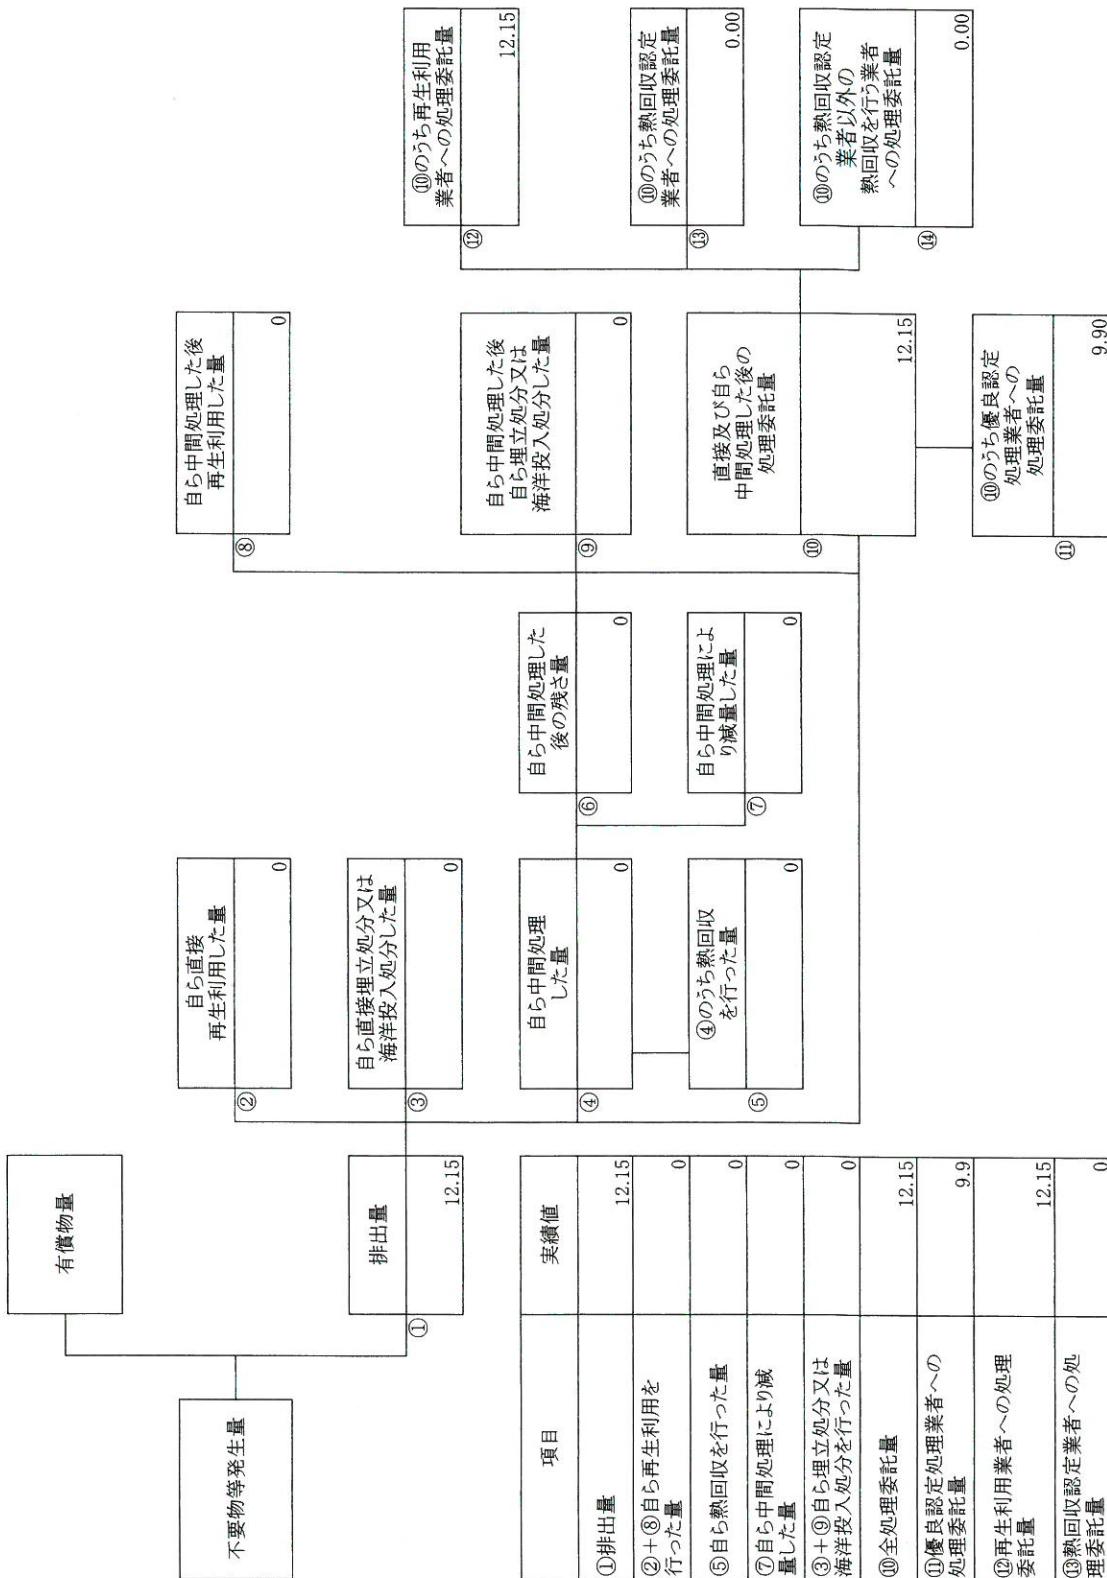 不要物等発生量
有償物量
①
排出量
12.15
②
自ら直接
再生利用した量
0
③
自ら直接埋立処分又は
海洋投入処分した量
0
④
自ら中間処理
した量
0
⑤
④のうち熱回収
を行った量
0
⑥
自ら中間処理した
後の残さ量
0
⑦
自ら中間処理によ
り減量した量
0
⑧
自ら中間処理した後
再生利用した量
0
⑨
自ら中間処理した後
自ら埋立処分又は
海洋投入処分した量
0
⑩
直接及び自ら
中間処理した後の
処理委託量
12.15
⑪
⑩のうち優良認定
処理業者への
処理委託量
9.90
⑫
⑩のうち再生利用
業者への処理委託量
12.15
⑬
⑩のうち熱回収認定
業者への処理委託量
0.00
⑭
⑩のうち熱回収認定
業者以外の
熱回収を行う業者
への処理委託量
0.00
項目 実績値
①排出量 12.15
②+⑧自ら再生利用を
行った量 0
⑤自ら熱回収を行った量 0
⑦自ら中間処理により減
量した量 0
③+⑨自ら埋立処分又は
海洋投入処分を行った量 0
⑩全処理委託量 12.15
⑪優良認定処理業者への
処理委託量 9.9
⑫再生利用業者への処理
委託量 12.15
⑬熱回収認定業者への処
理委託量 0